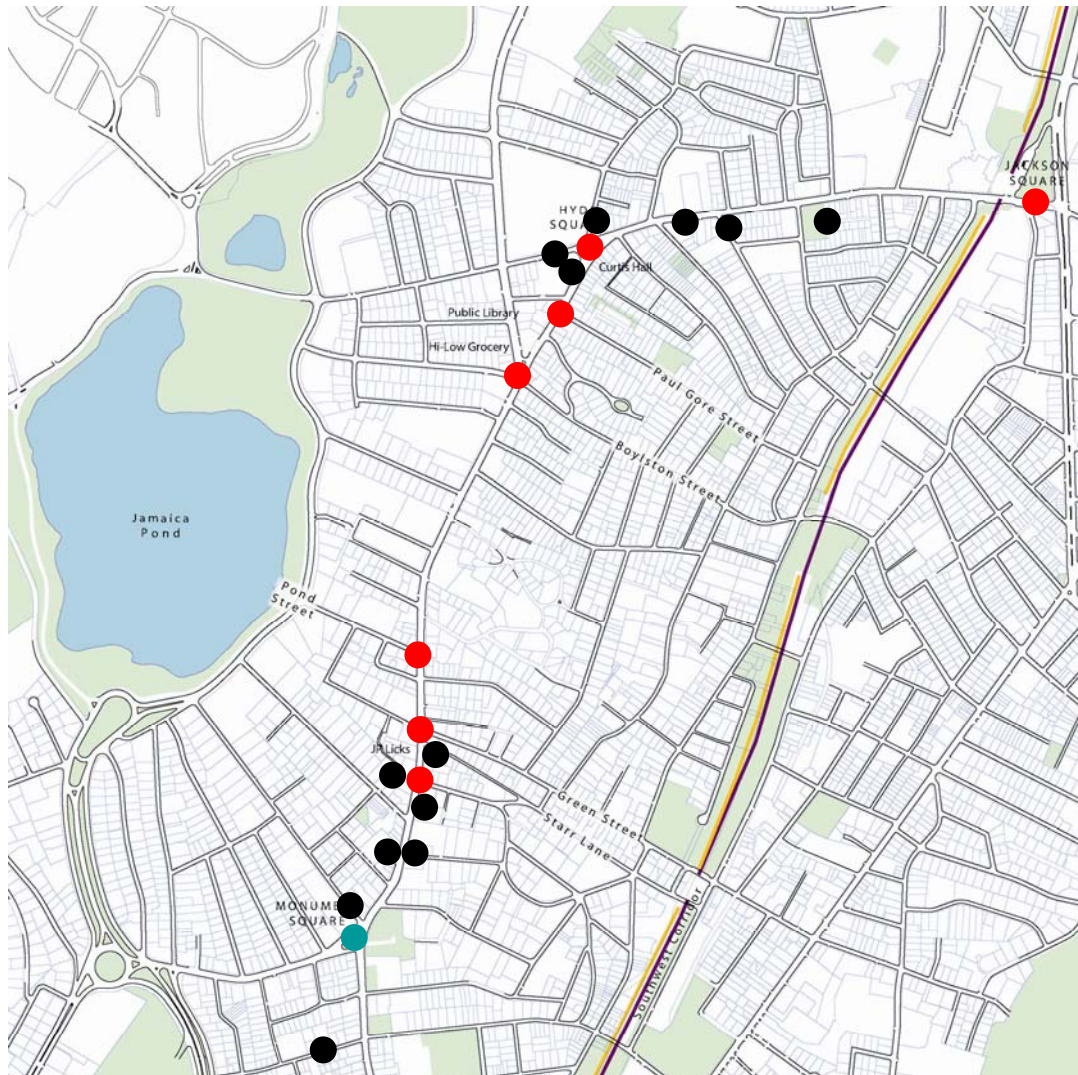 JACKSON
SQUARE
HYD
SQUA
Curtis Hall
Public Library
Hi-Low Grocery
Paul Gore Street
Boylston Street
Jamaica
Pond
Pond
Street
JP Licks
Green Street
Starr Lane
MONUME
SQUARE
Southwest Corridor